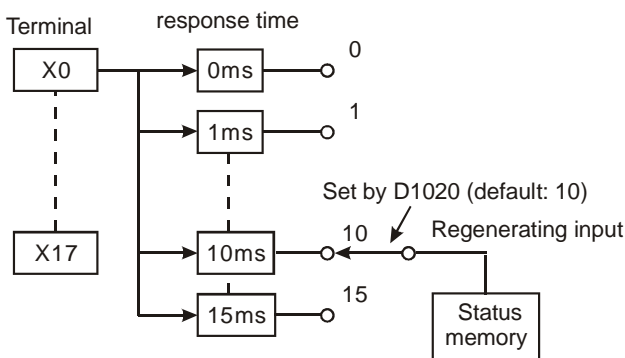 Terminal
response time
X0
0ms
0
1ms
1
Set by D1020 (default: 10)
X17
10ms
10
Regenerating input
15ms
15
Status
memory